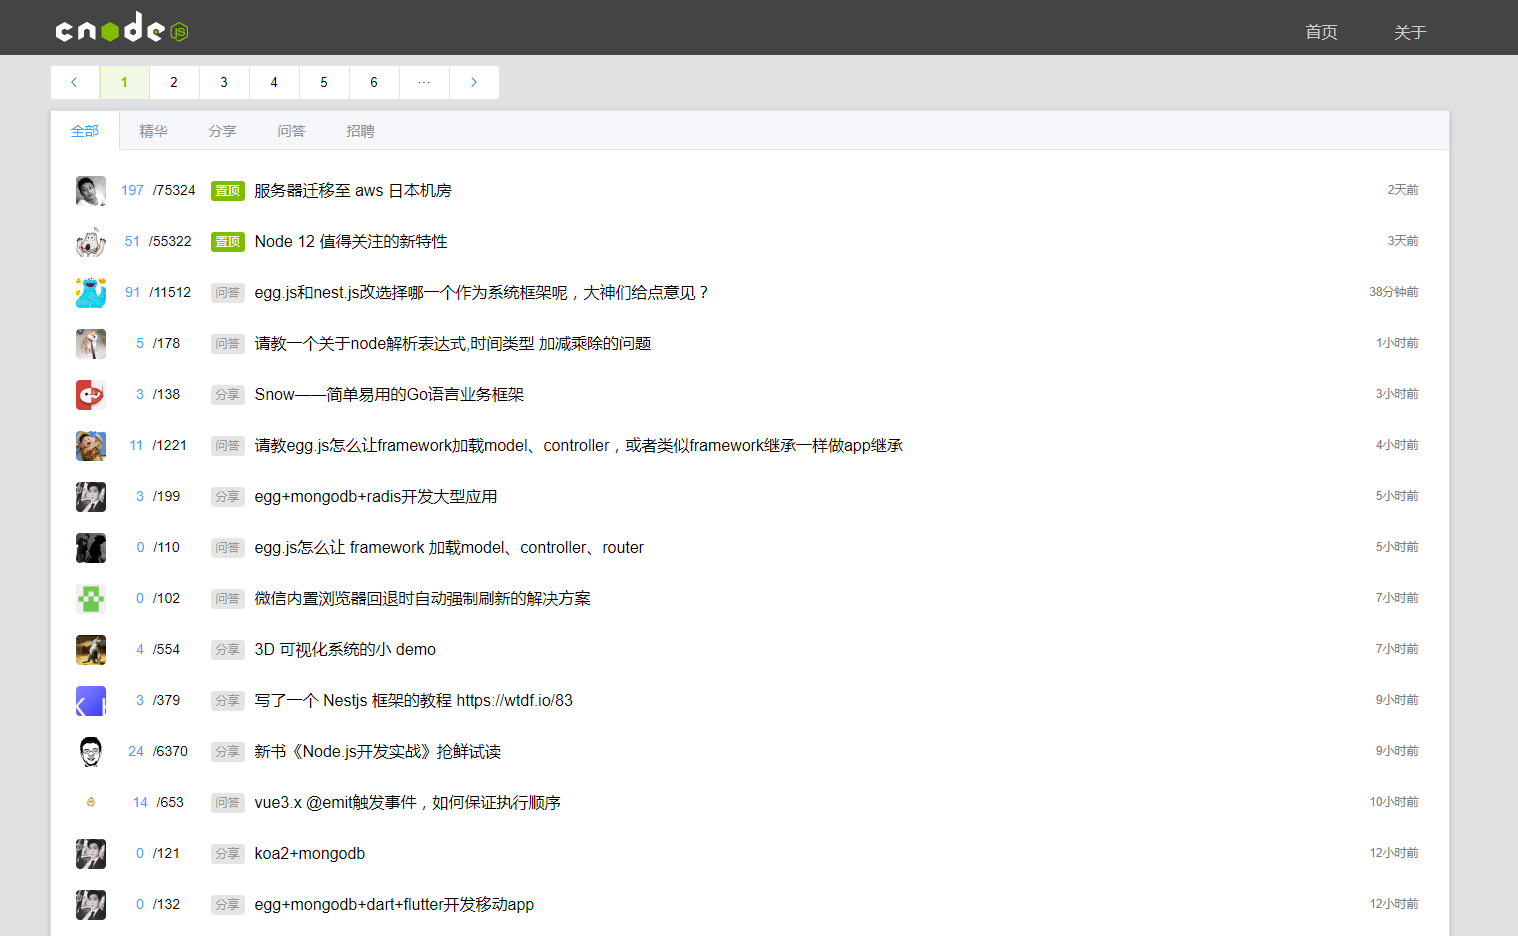 cnode JS 首页 关于
1 2 3 4 5 6 ···
全部 精华 分享 问答 招聘
197 /75324 置顶 服务器迁移至 aws 日本机房 2天前
51 /55322 置顶 Node 12 值得关注的新特性 3天前
91 /11512 问答 egg.js和nest.js改选择哪一个作为系统框架呢，大神们给点意见？ 38分钟前
5 /178 问答 请教一个关于node解析表达式,时间类型 加减乘除的问题 1小时前
3 /138 分享 Snow——简单易用的Go语言业务框架 3小时前
11 /1221 问答 请教egg.js怎么让framework加载model、controller，或者类似framework继承一样做app继承 4小时前
3 /199 分享 egg+mongodb+radis开发大型应用 5小时前
0 /110 问答 egg.js怎么让 framework 加载model、controller、router 5小时前
0 /102 问答 微信内置浏览器回退时自动强制刷新的解决方案 7小时前
4 /554 分享 3D 可视化系统的小 demo 7小时前
3 /379 分享 写了一个 Nestjs 框架的教程 https://wtdf.io/83 9小时前
24 /6370 分享 新书《Node.js开发实战》抢鲜试读 9小时前
14 /653 问答 vue3.x @emit触发事件，如何保证执行顺序 10小时前
0 /121 分享 koa2+mongodb 12小时前
0 /132 分享 egg+mongodb+dart+flutter开发移动app 12小时前